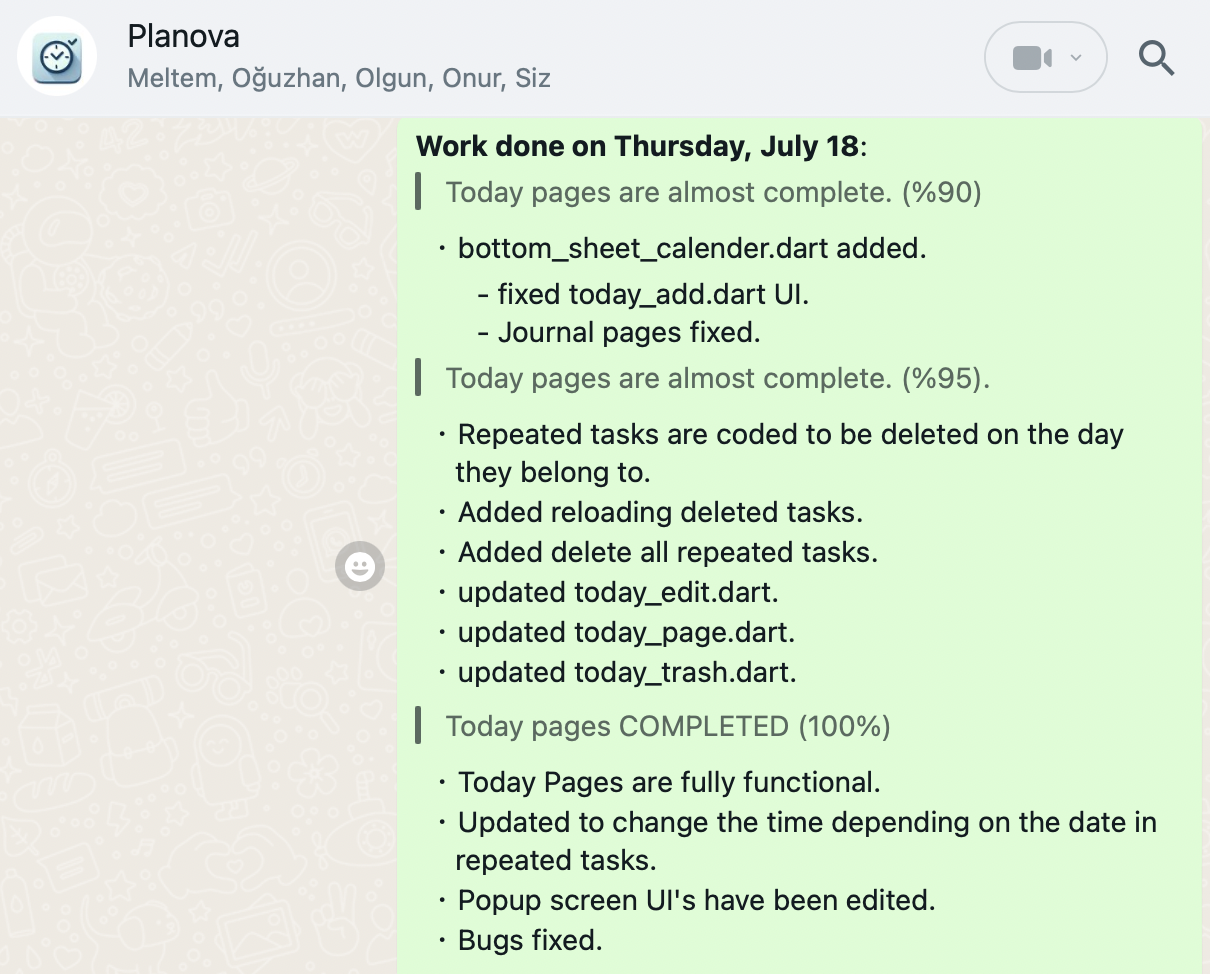 Planova
Meltem, Oğuzhan, Olgun, Onur, Siz
Work done on Thursday, July 18:
Today pages are almost complete. (%90)
· bottom_sheet_calender.dart added.
- fixed today_add.dart UI.
- Journal pages fixed.
Today pages are almost complete. (%95).
· Repeated tasks are coded to be deleted on the day
they belong to.
· Added reloading deleted tasks.
· Added delete all repeated tasks.
· updated today_edit.dart.
· updated today_page.dart.
· updated today_trash.dart.
Today pages COMPLETED (100%)
· Today Pages are fully functional.
· Updated to change the time depending on the date in
repeated tasks.
· Popup screen UI's have been edited.
· Bugs fixed.